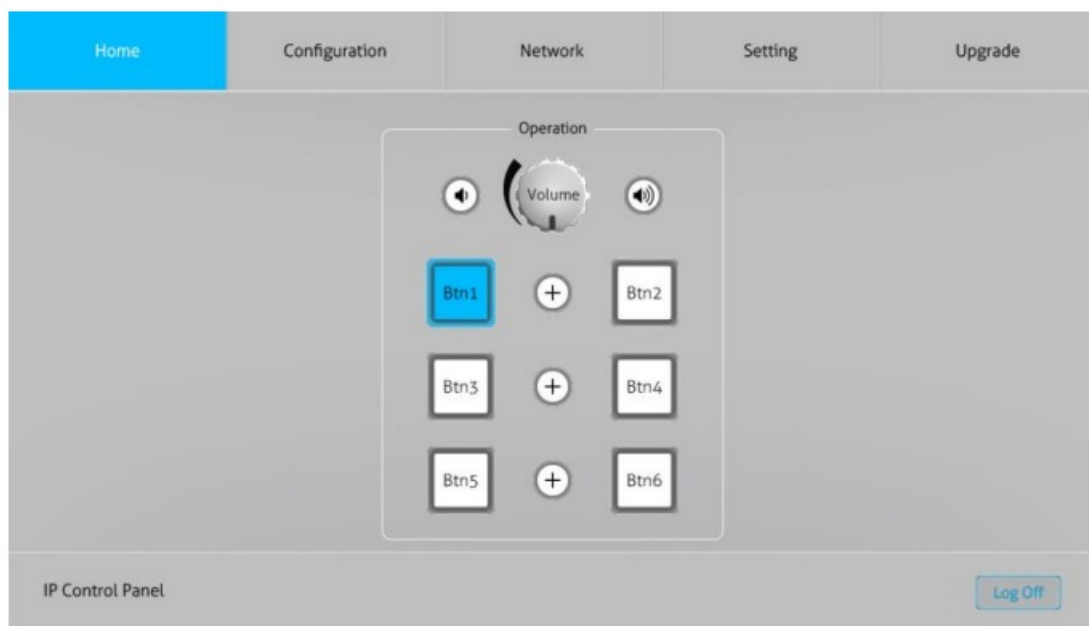 Home Configuration Network Setting Upgrade
Operation
Volume
Btn1 Btn2
Btn3 Btn4
Btn5 Btn6
IP Control Panel Log Off